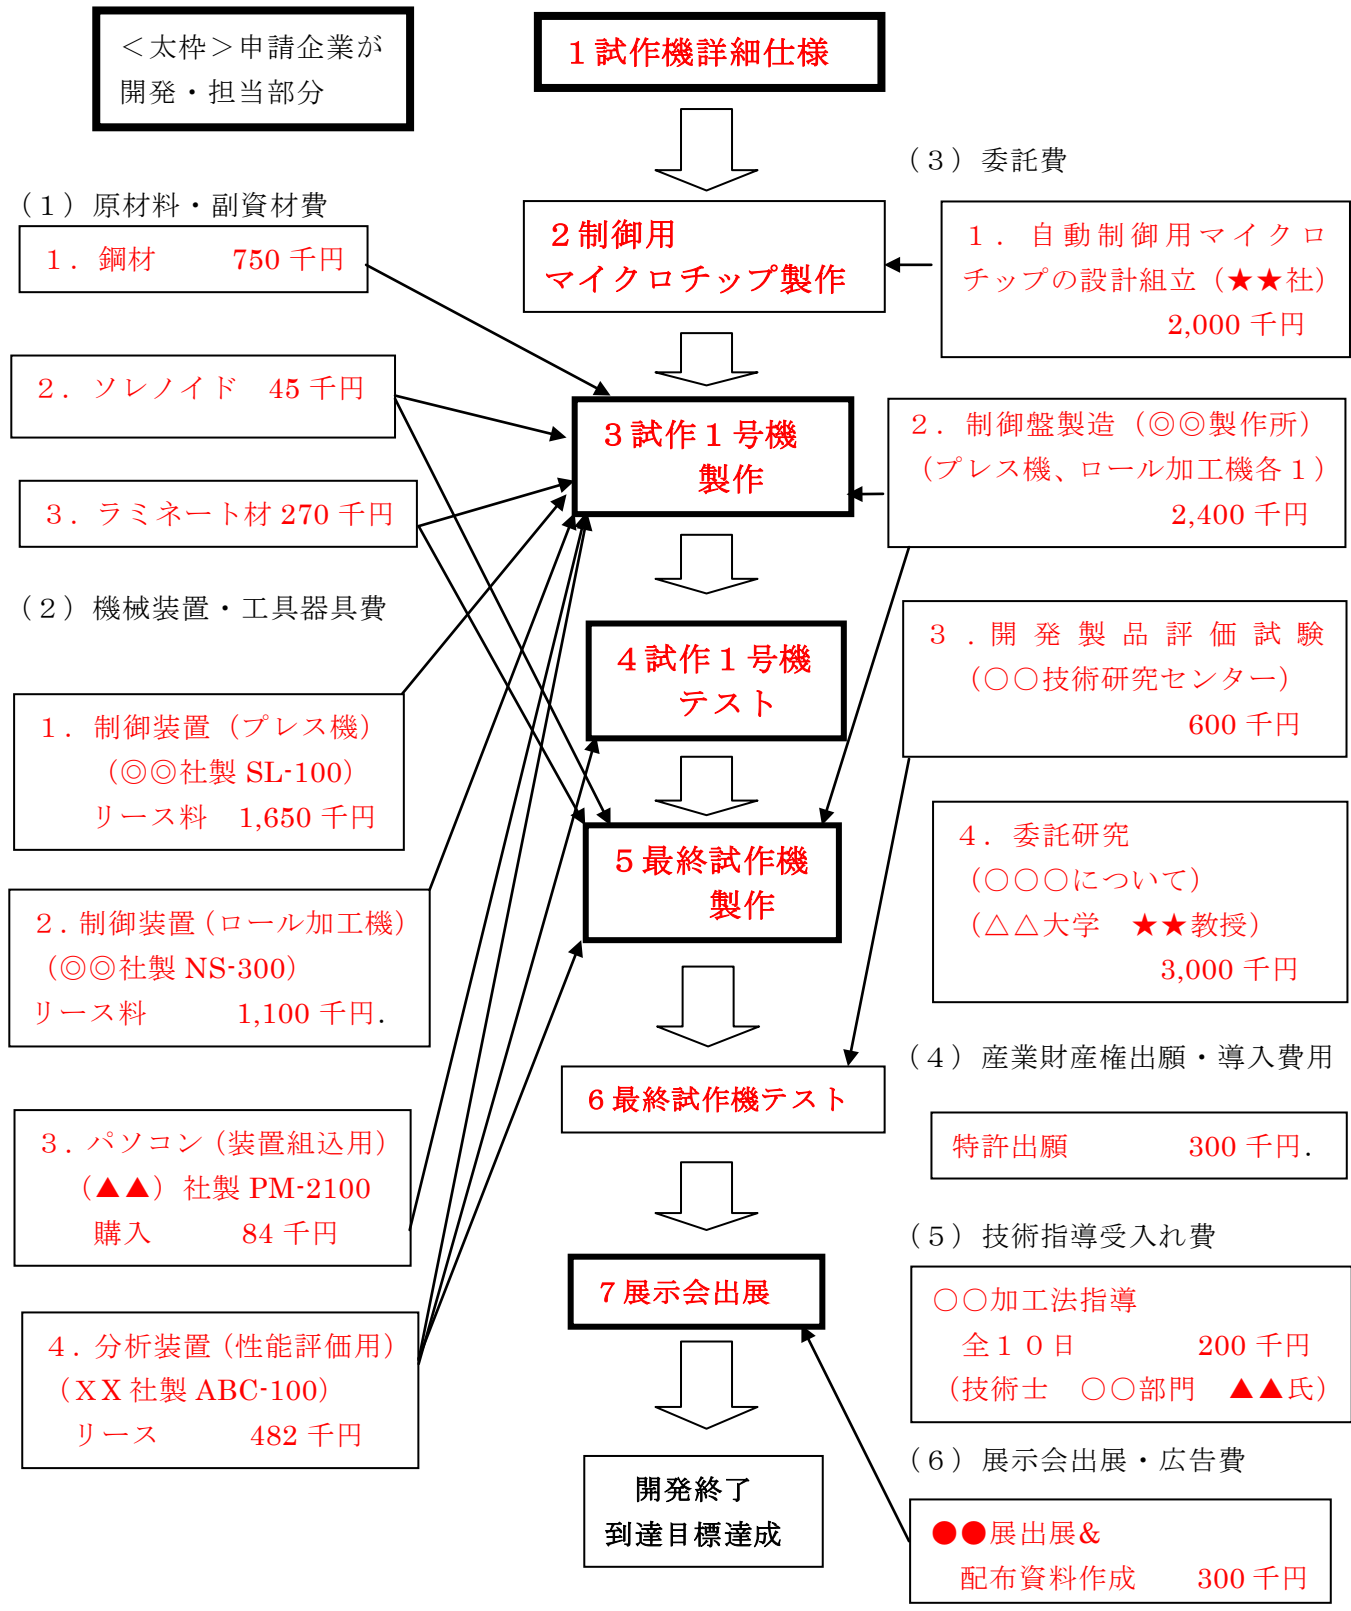 ＜太枠＞申請企業が
開発・担当部分
１試作機詳細仕様
（１）原材料・副資材費
１．鋼材　750 千円
２．ソレノイド　45 千円
３．ラミネート材 270 千円
（２）機械装置・工具器具費
１．制御装置（プレス機）
（◎◎社製 SL-100）
リース料　1,650 千円
２．制御装置（ロール加工機）
（◎◎社製 NS-300）
リース料　1,100 千円.
３．パソコン（装置組込用）
（▲▲）社製 PM-2100
購入　84 千円
４．分析装置（性能評価用）
（ＸＸ社製 ABC-100）
リース　482 千円
２制御用
マイクロチップ製作
３試作１号機
製作
４試作１号機
テスト
５最終試作機
製作
６最終試作機テスト
７展示会出展
開発終了
到達目標達成
（３）委託費
１．自動制御用マイクロ
チップの設計組立（★★社）
2,000 千円
２．制御盤製造（◎◎製作所）
（プレス機、ロール加工機各１）
2,400 千円
３．開発製品評価試験
（○○技術研究センター）
600 千円
４．委託研究
（○○○について）
（△△大学　★★教授）
3,000 千円
（４）産業財産権出願・導入費用
特許出願　300 千円.
（５）技術指導受入れ費
○○加工法指導
全１０日　200 千円
（技術士　○○部門　▲▲氏）
（６）展示会出展・広告費
●●展出展&
配布資料作成　300 千円